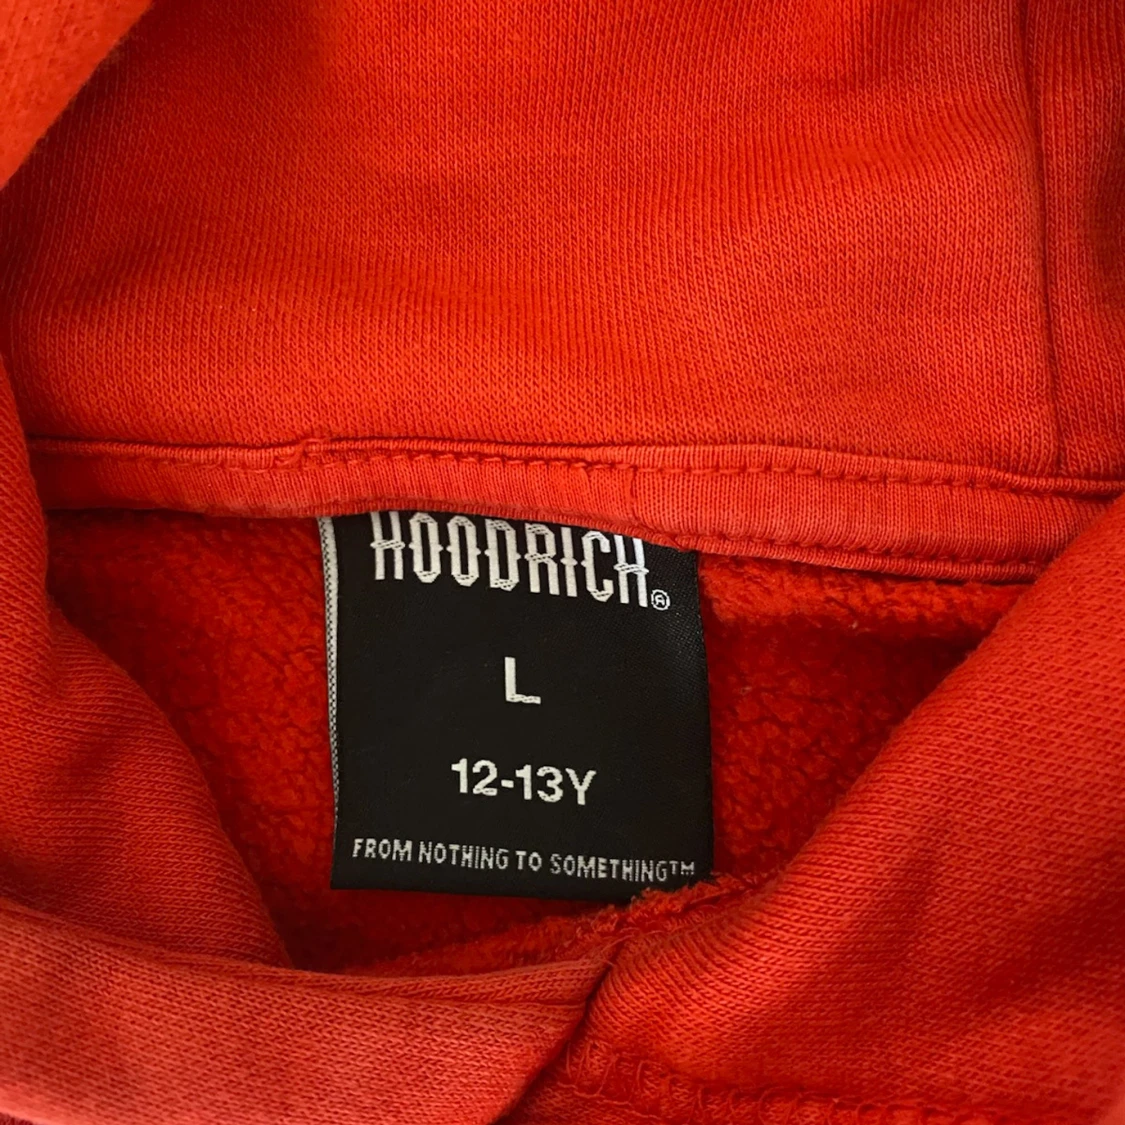 HOODRICH®
L
12-13Y
FROM NOTHING TO SOMETHING™